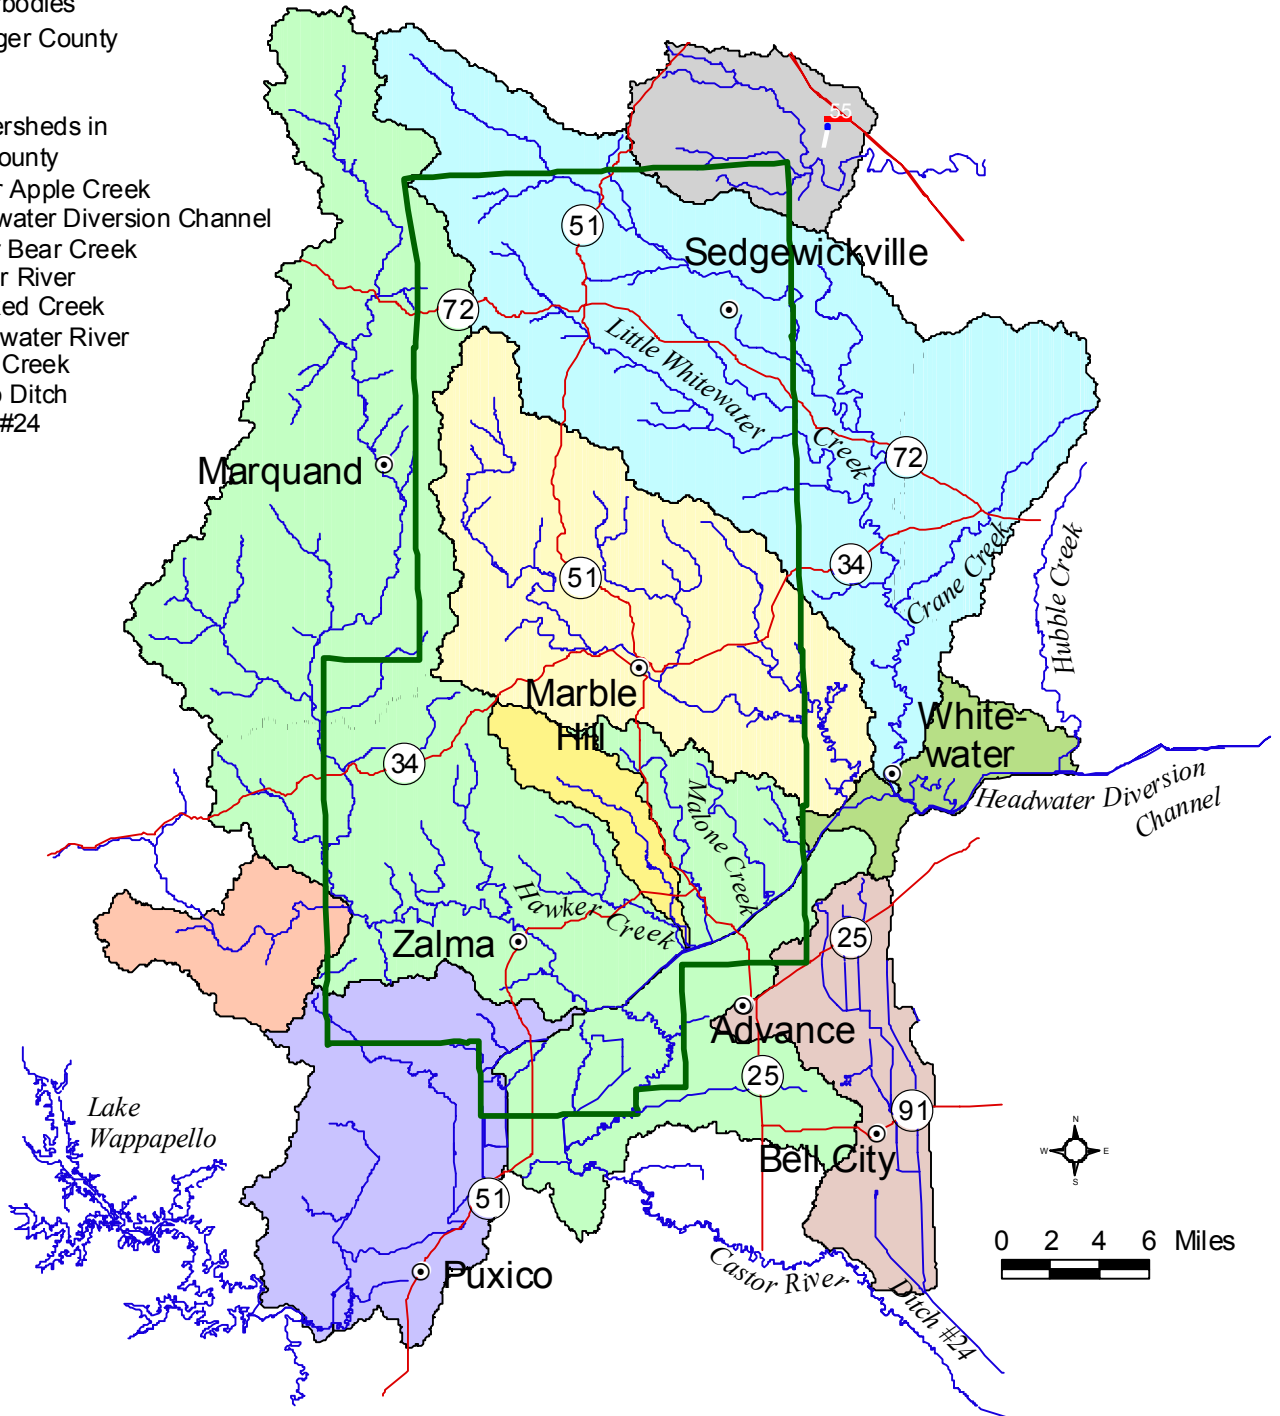 rbodies
ger County
ersheds in
ounty
r Apple Creek
water Diversion Channel
r Bear Creek
r River
ked Creek
water River
Creek
o Ditch
#24
55
51
Sedgewickville
72
Little Whitewater
Creek
72
Marquand
34
51
Crane Creek
Hubble Creek
Marble
Hill
White-
water
34
Malone Creek
Headwater Diversion
Channel
Hawker Creek
Zalma
25
Advance
25
91
Lake
Wappapello
Bell City
N
W
E
S
51
0 2 4 6 Miles
Puxico
Castor River
Ditch #24